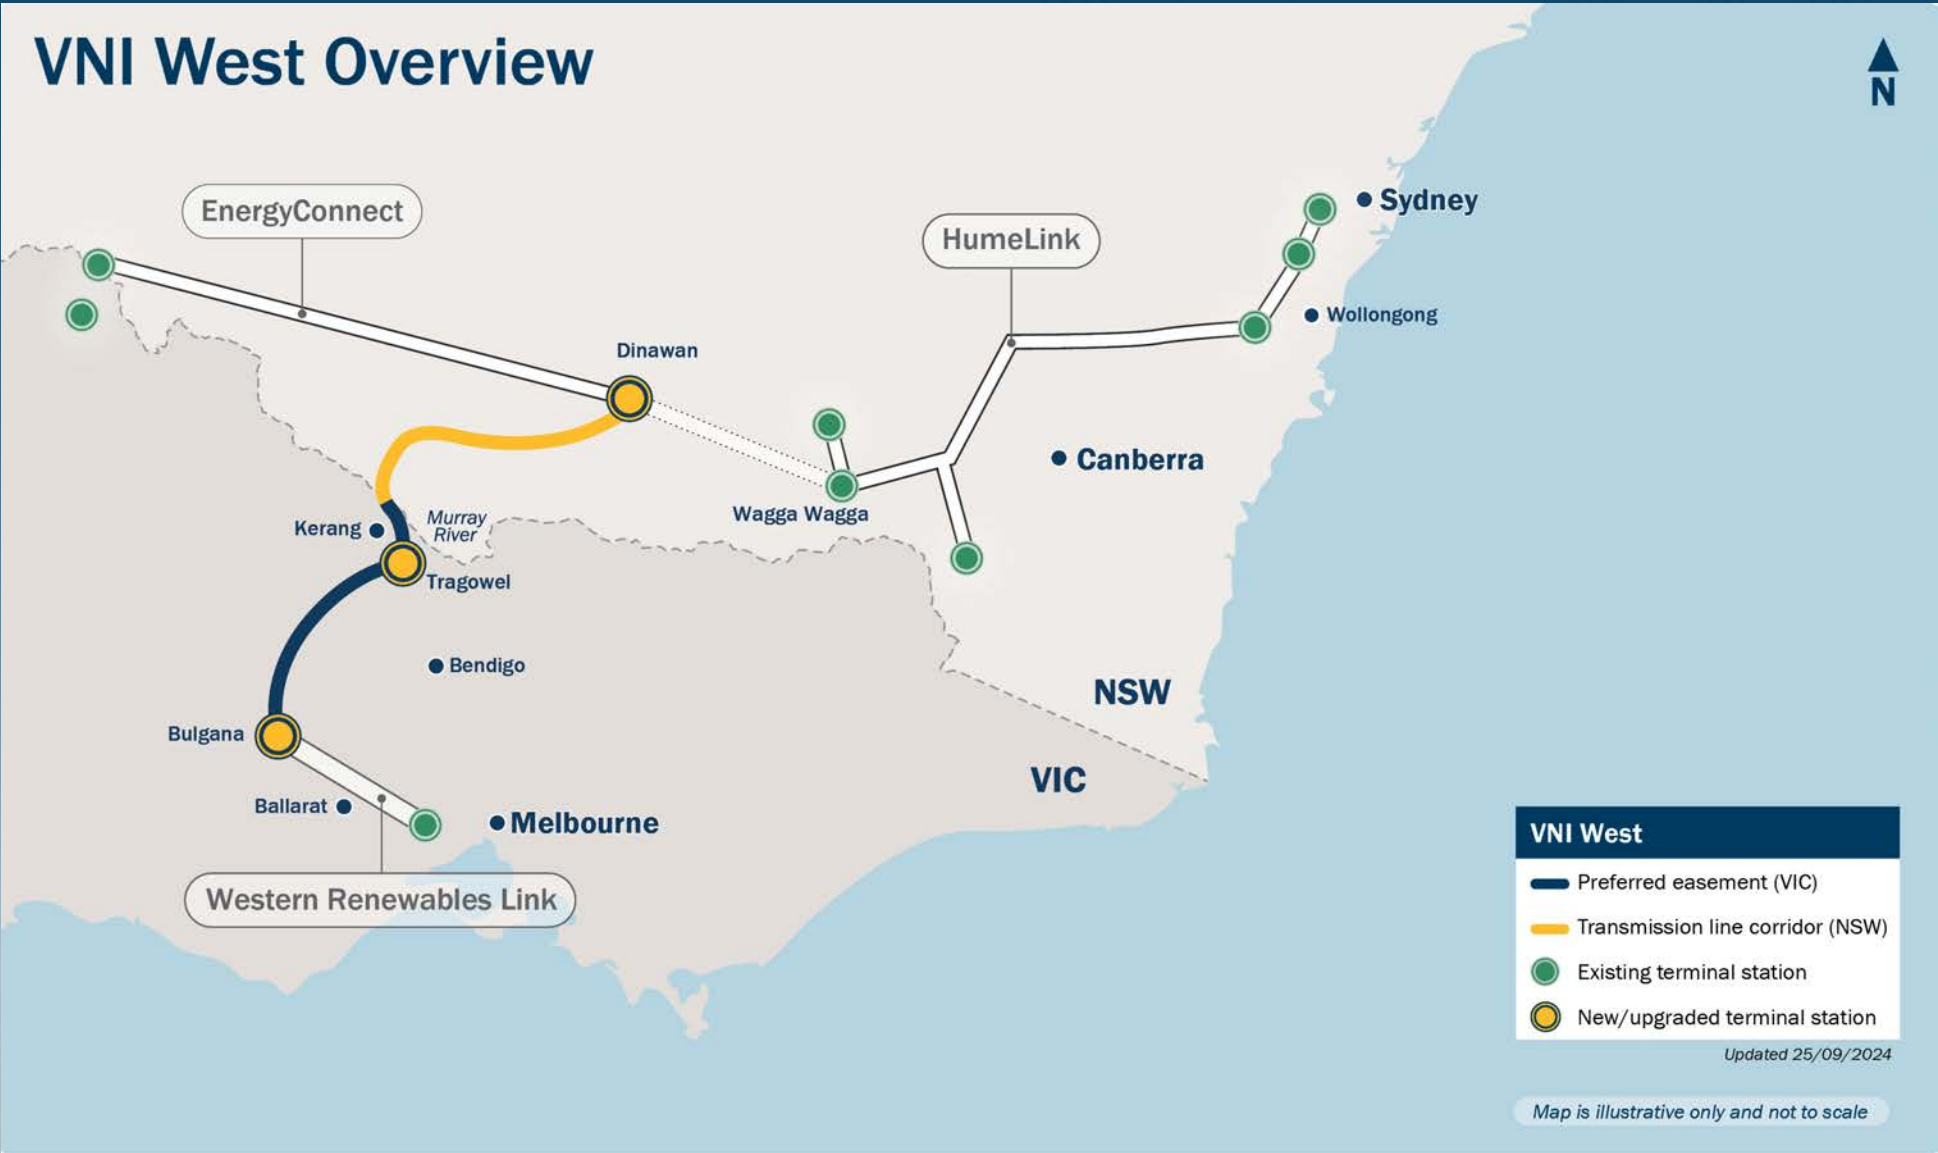 VNI West Overview
N
EnergyConnect
HumeLink
Sydney
Wollongong
Dinawan
Canberra
Wagga Wagga
Kerang
Murray
River
Tragowel
Bendigo
NSW
Bulgana
VIC
Ballarat
Melbourne
Western Renewables Link
VNI West
Preferred easement (VIC)
Transmission line corridor (NSW)
Existing terminal station
New/upgraded terminal station
Updated 25/09/2024
Map is illustrative only and not to scale